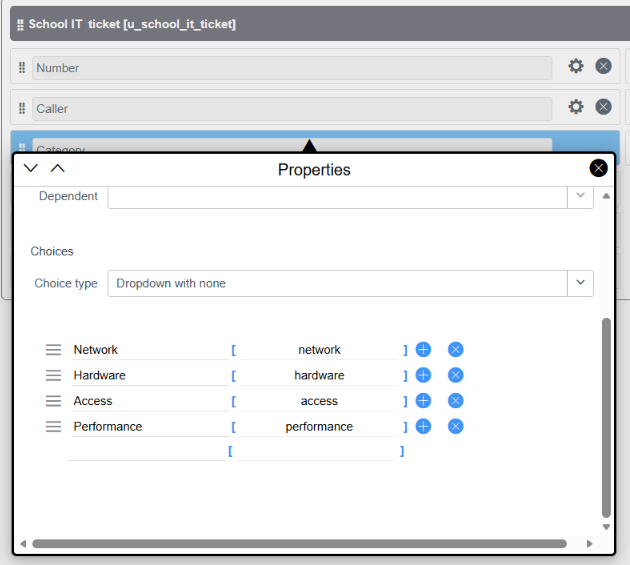 School IT ticket [u_school_it_ticket]
Number
Caller
Category
Properties
Dependent
Choices
Choice type Dropdown with none
Network [ network ]
Hardware [ hardware ]
Access [ access ]
Performance [ performance ]
[ ]